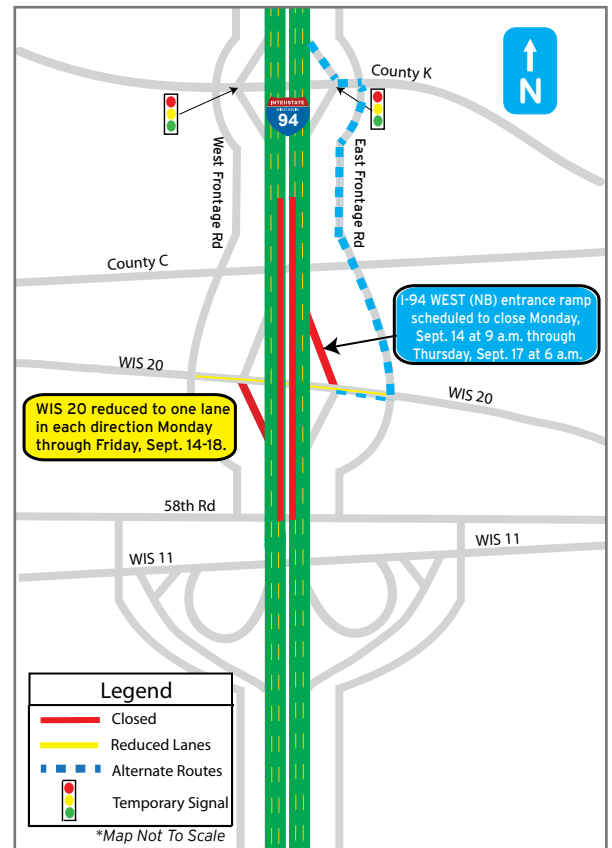 N
County K
INTERSTATE
WISCONSIN
94
West Frontage Rd
East Frontage Rd
County C
I-94 WEST (NB) entrance ramp
scheduled to close Monday,
Sept. 14 at 9 a.m. through
Thursday, Sept. 17 at 6 a.m.
WIS 20
WIS 20
WIS 20 reduced to one lane
in each direction Monday
through Friday, Sept. 14-18.
58th Rd
WIS 11
WIS 11
Legend
Closed
Reduced Lanes
Alternate Routes
Temporary Signal
*Map Not To Scale